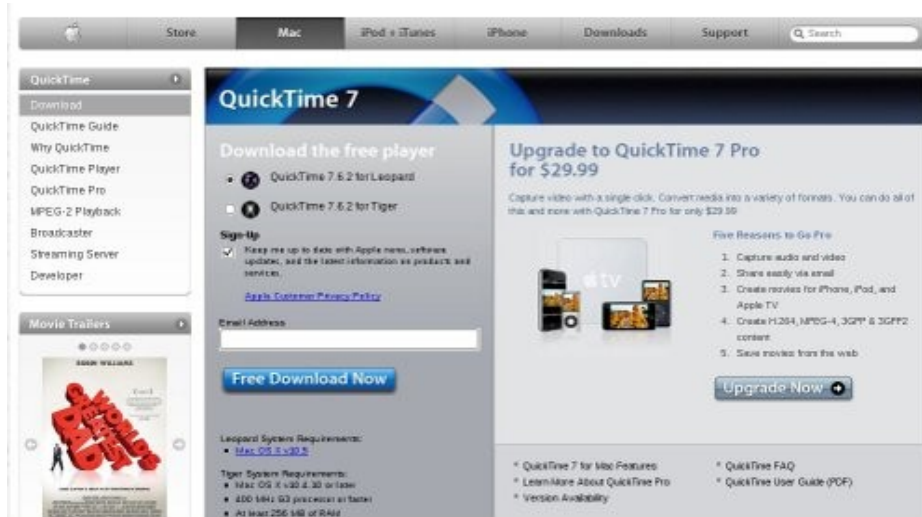 Store
Mac
iPod + iTunes
iPhone
Downloads
Support
Search
QuickTime
Download
QuickTime Guide
Why QuickTime
QuickTime Player
QuickTime Pro
MPEG-2 Playback
Broadcaster
Streaming Server
Developer
Movie Trailers
ROBIN WILLIAMS
WORLD'S GREATEST DAD
QuickTime 7
Download the free player
QuickTime 7.6.2 for Leopard
QuickTime 7.6.2 for Tiger
Sign-Up
Keep me up to date with Apple news, software
updates, and the latest information on products and
services.
Apple Customer Privacy Policy
Email Address
Free Download Now
Leopard System Requirements:
Mac OS X v10.5
Tiger System Requirements:
Mac OS X v10.4.10 or later
400 MHz G3 processor or faster
At least 256 MB of RAM
Upgrade to QuickTime 7 Pro
for $29.99
Capture video with a single click. Convert media into a variety of formats. You can do all of
this and more with QuickTime 7 Pro for only $29.99
tv
Five Reasons to Go Pro
1. Capture audio and video
2. Share easily via email
3. Create movies for iPhone, iPod, and
Apple TV
4. Create H.264, MPEG-4, 3GPP & 3GPP2
content
5. Save movies from the web
Upgrade Now
QuickTime 7 for Mac Features
Learn More About QuickTime Pro
Version Availability
QuickTime FAQ
QuickTime User Guide (PDF)